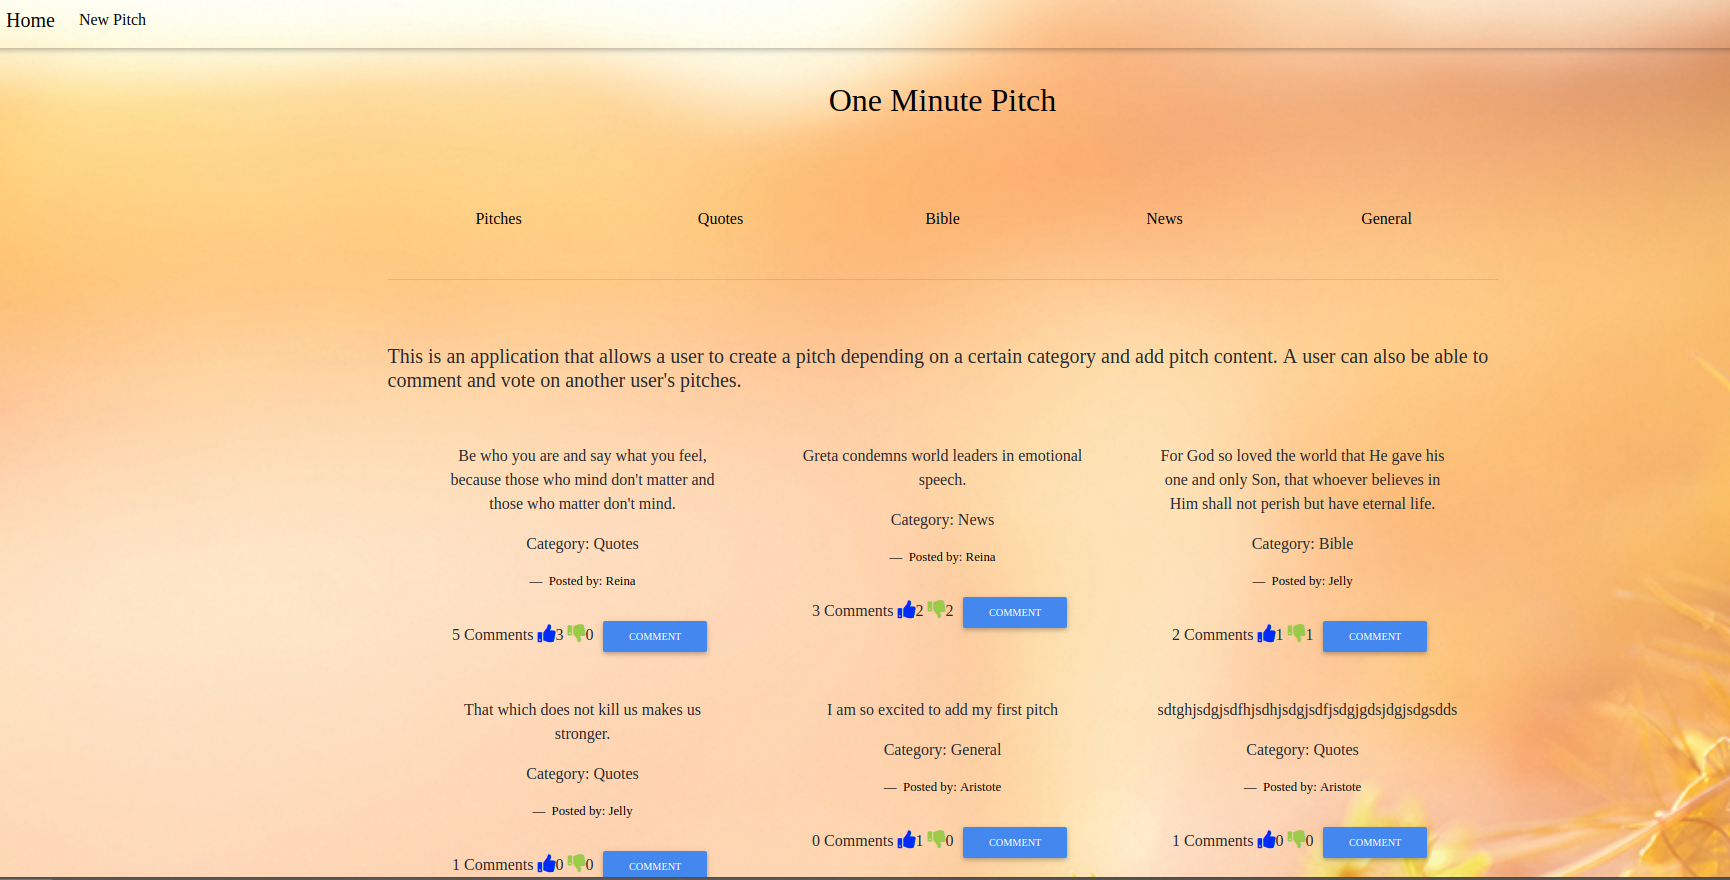 Home New Pitch
One Minute Pitch
Pitches Quotes Bible News General
This is an application that allows a user to create a pitch depending on a certain category and add pitch content. A user can also be able to
comment and vote on another user's pitches.
Be who you are and say what you feel,
because those who mind don't matter and
those who matter don't mind.
Category: Quotes
— Posted by: Reina
5 Comments 3 0 COMMENT
Greta condemns world leaders in emotional
speech.
Category: News
— Posted by: Reina
3 Comments 2 2 COMMENT
For God so loved the world that He gave his
one and only Son, that whoever believes in
Him shall not perish but have eternal life.
Category: Bible
— Posted by: Jelly
2 Comments 1 1 COMMENT
That which does not kill us makes us
stronger.
Category: Quotes
— Posted by: Jelly
1 Comments 0 0 COMMENT
I am so excited to add my first pitch
Category: General
— Posted by: Aristote
0 Comments 1 0 COMMENT
sdtghjsdgjsdfhjsdhjsdgjsdfjsdgjgdsjdgjsdgsdds
Category: Quotes
— Posted by: Aristote
1 Comments 0 0 COMMENT